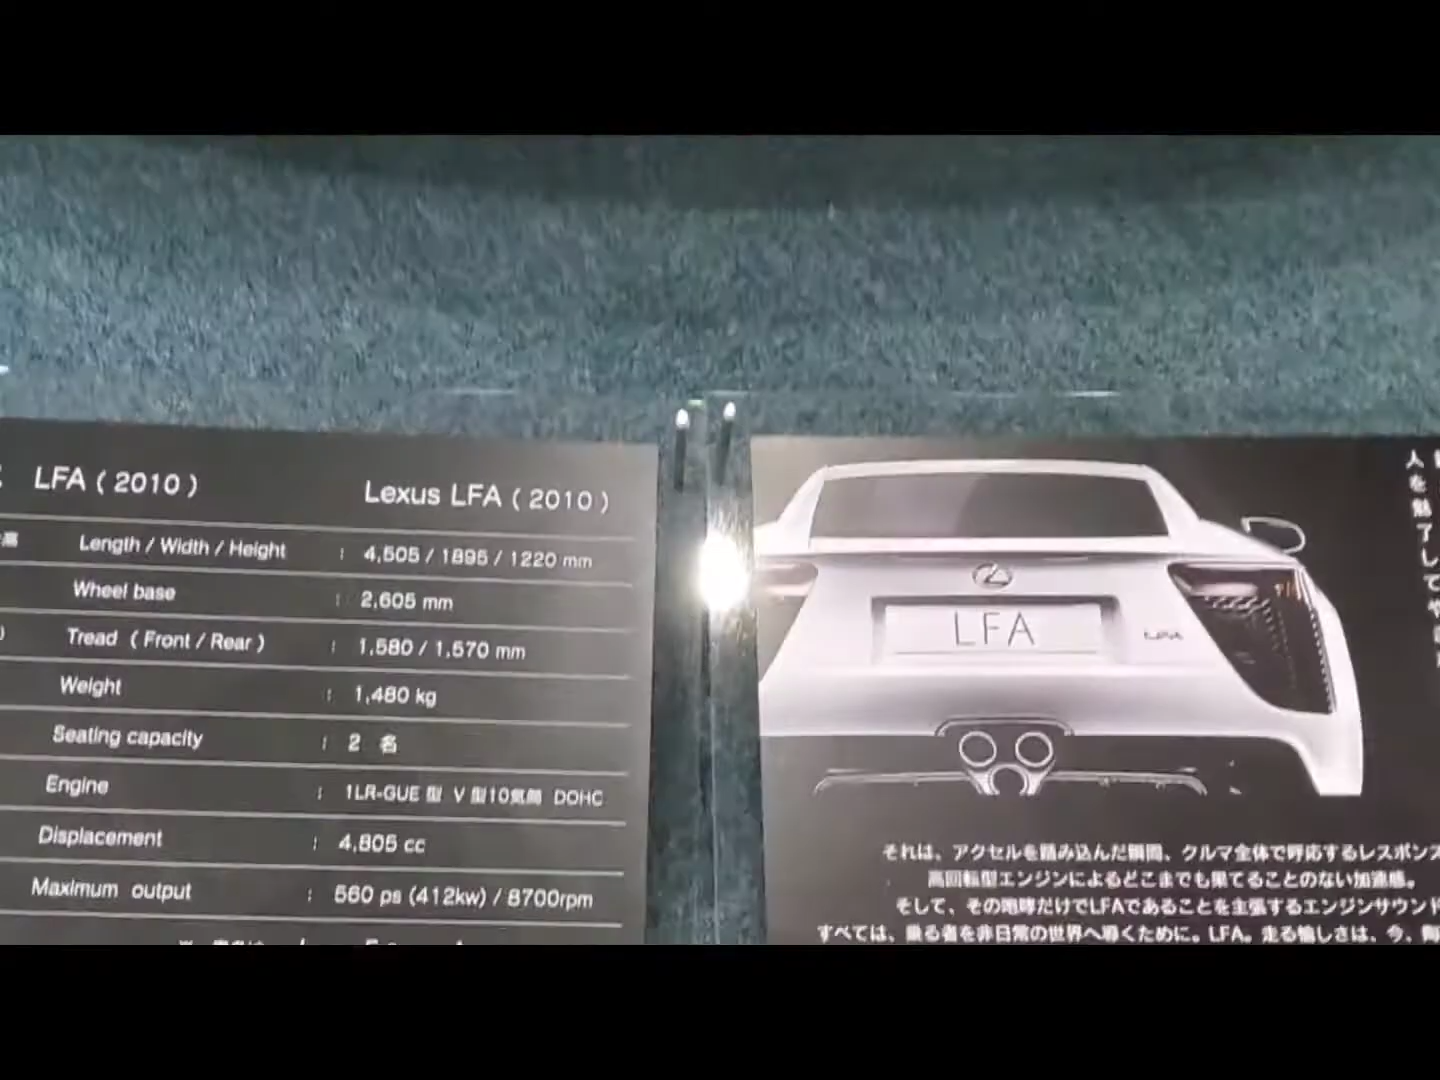 LFA ( 2010 )
Lexus LFA ( 2010 )
高 Length / Width / Height : 4,505 / 1895 / 1220 mm
Wheel base : 2,605 mm
) Tread ( Front / Rear ) : 1,580 / 1,570 mm
Weight : 1,480 kg
Seating capacity : 2 名
Engine : 1LR-GUE 型 V 型10気筒 DOHC
Displacement : 4,805 cc
Maximum output : 560 ps (412kw) / 8700rpm
LFA
LFA
人を魅了してや
それは、アクセルを踏み込んだ瞬間、クルマ全体で呼応するレスポンス
高回転型エンジンによるどこまでも果てることのない加速感。
そして、その咆哮だけでLFAであることを主張するエンジンサウンド
すべては、乗る者を非日常の世界へ導くために。LFA。走る愉しさは、今、